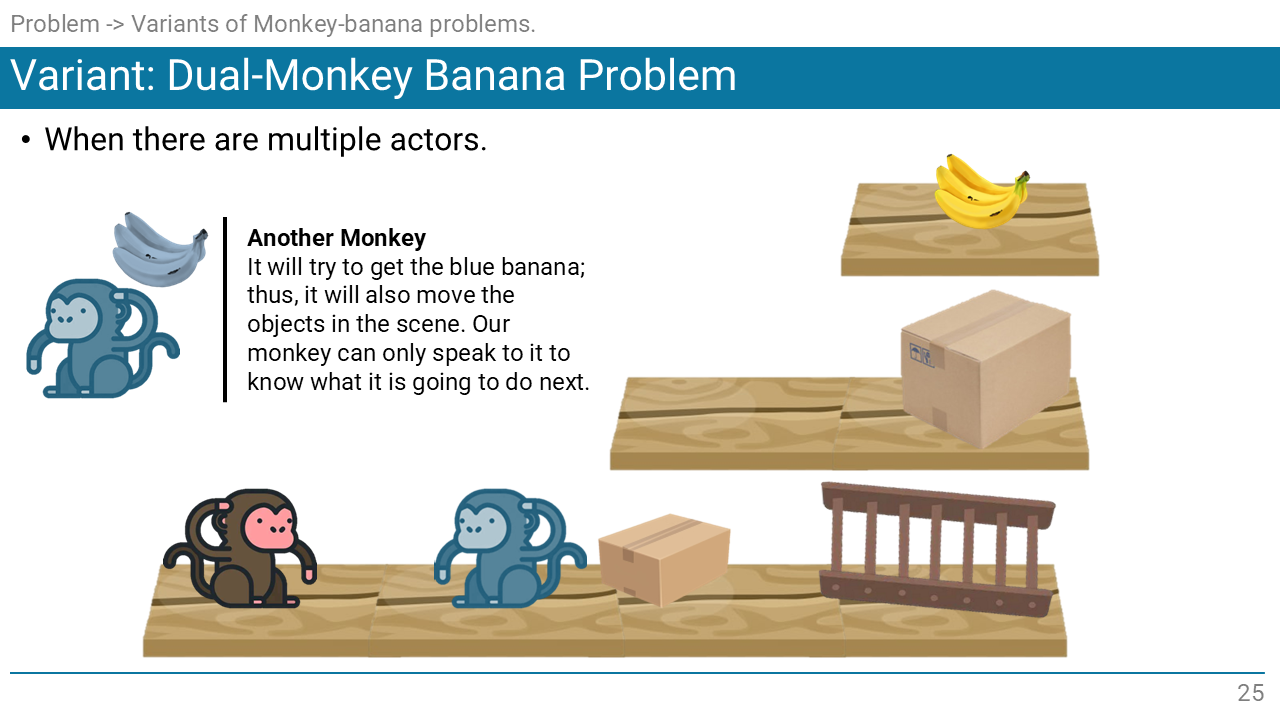 Problem -> Variants of Monkey-banana problems.
Variant: Dual-Monkey Banana Problem
• When there are multiple actors.
Another Monkey
It will try to get the blue banana;
thus, it will also move the
objects in the scene. Our
monkey can only speak to it to
know what it is going to do next.
25